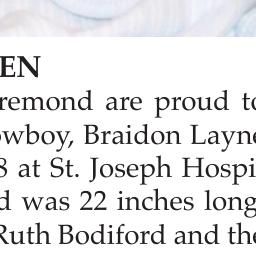 EN
remond are proud to
owboy, Braidon Layne
8 at St. Joseph Hospi
d was 22 inches long
Ruth Bodiford and the